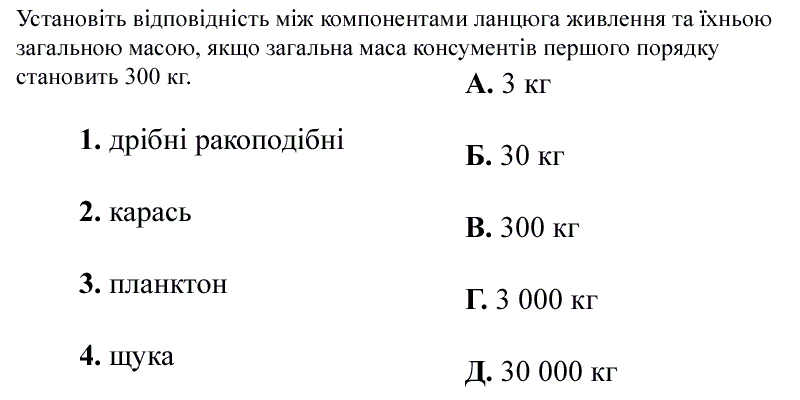 Установіть відповідність між компонентами ланцюга живлення та їхньою
загальною масою, якщо загальна маса консументів першого порядку
становить 300 кг.
1. дрібні ракоподібні
2. карась
3. планктон
4. щука
А. 3 кг
Б. 30 кг
В. 300 кг
Г. 3 000 кг
Д. 30 000 кг